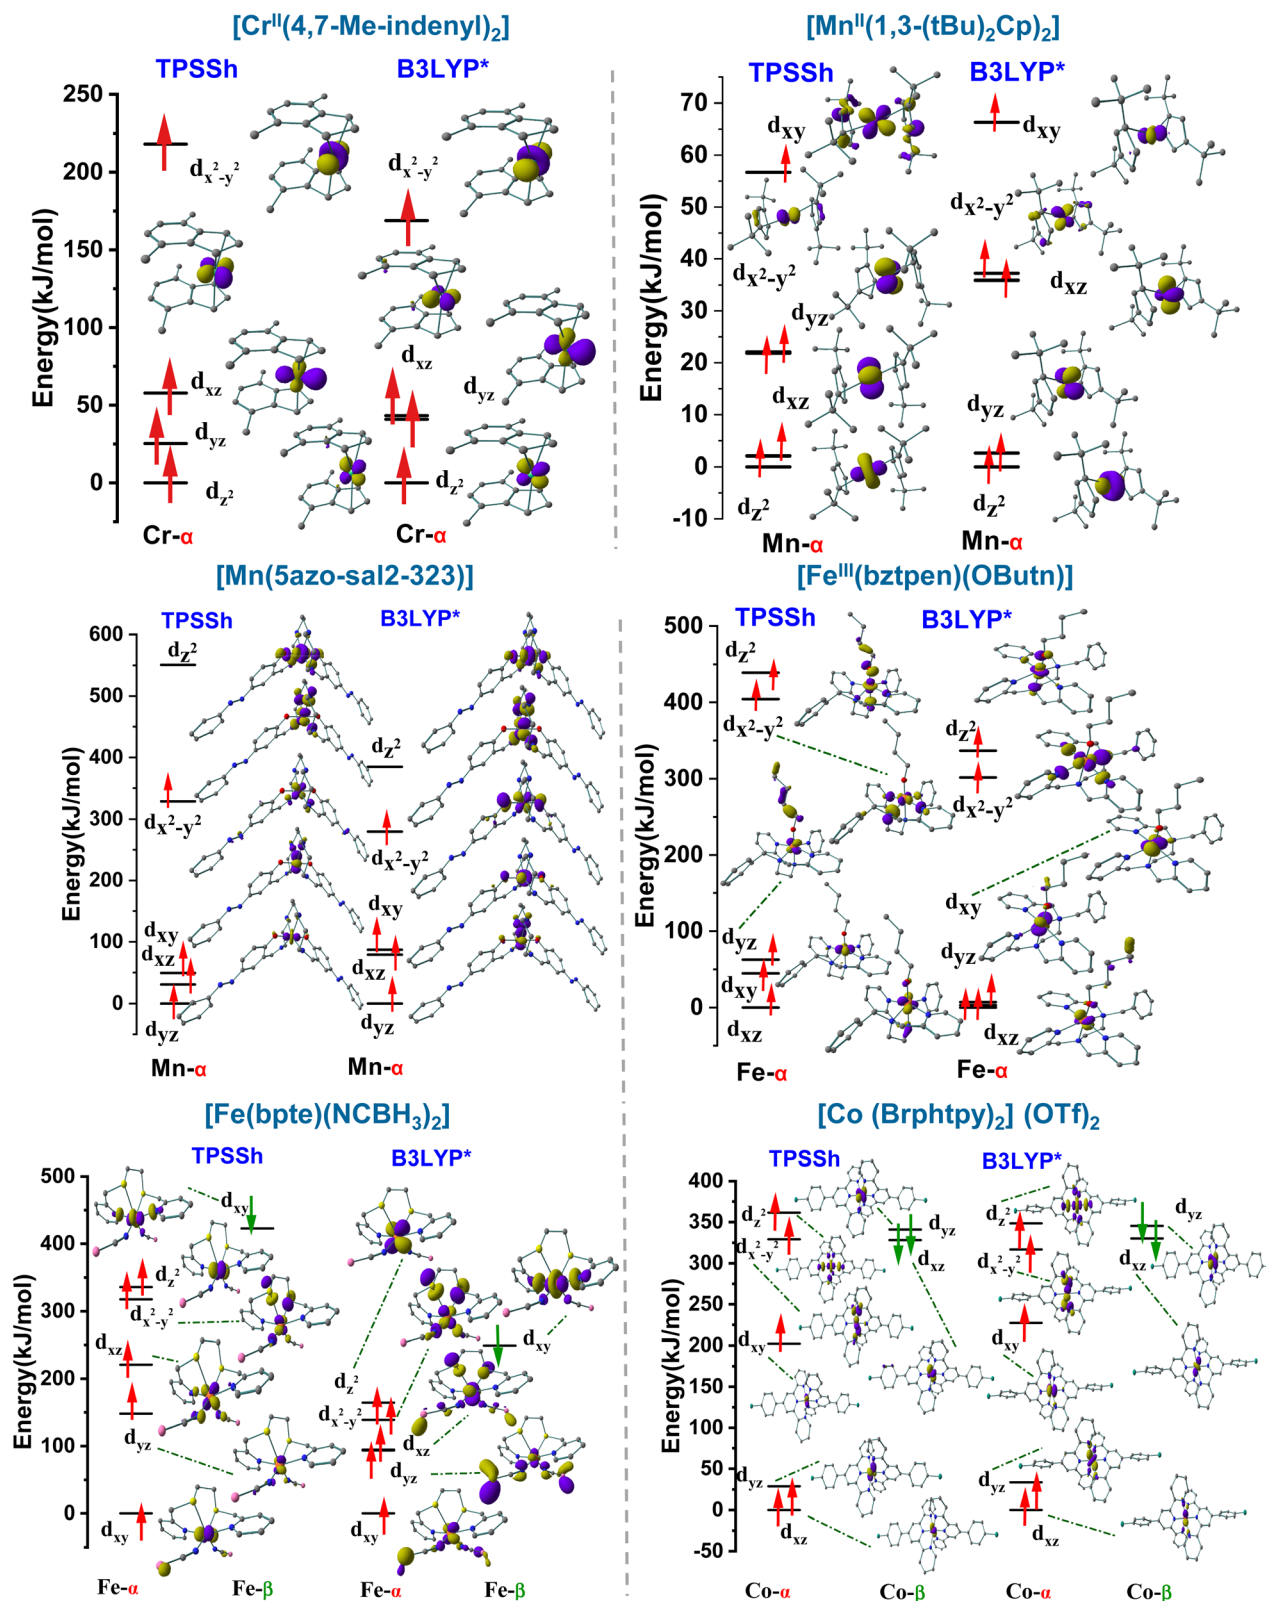 [Crᴵᴵ(4,7-Me-indenyl)₂]
TPSSh
B3LYP*
Energy(kJ/mol)
250
200
150
100
50
0
dx²-y²
dxz
dyz
dz²
Cr-α
dx²-y²
dxz
dyz
dz²
Cr-α
[Mnᴵᴵ(1,3-(tBu)₂Cp)₂]
TPSSh
B3LYP*
Energy(kJ/mol)
70
60
50
40
30
20
10
0
-10
dxy
dx²-y²
dyz
dxz
dz²
Mn-α
dxy
dx²-y²
dxz
dyz
dz²
Mn-α
[Mn(5azo-sal2-323)]
TPSSh
B3LYP*
Energy(kJ/mol)
600
500
400
300
200
100
0
dz²
dx²-y²
dxy
dxz
dyz
Mn-α
dz²
dx²-y²
dxy
dxz
dyz
Mn-α
[Feᴵᴵᴵ(bztpen)(OButn)]
TPSSh
B3LYP*
Energy(kJ/mol)
500
400
300
200
100
0
dz²
dx²-y²
dyz
dxy
dxz
Fe-α
dz²
dx²-y²
dxy
dyz
dxz
Fe-α
[Fe(bpte)(NCBH₃)₂]
TPSSh
B3LYP*
Energy(kJ/mol)
500
400
300
200
100
0
dxy
dz²
dx²-y²
dxz
dyz
dxy
Fe-α
Fe-β
dxy
dz²
dx²-y²
dxz
dyz
dxy
Fe-α
Fe-β
[Co (Brphtpy)₂] (OTf)₂
TPSSh
B3LYP*
Energy(kJ/mol)
400
350
300
250
200
150
100
50
0
-50
dz²
dx²-y²
dxy
dyz
dxz
dyz
dxz
Co-α
Co-β
dz²
dx²-y²
dxy
dyz
dxz
dyz
dxz
Co-α
Co-β